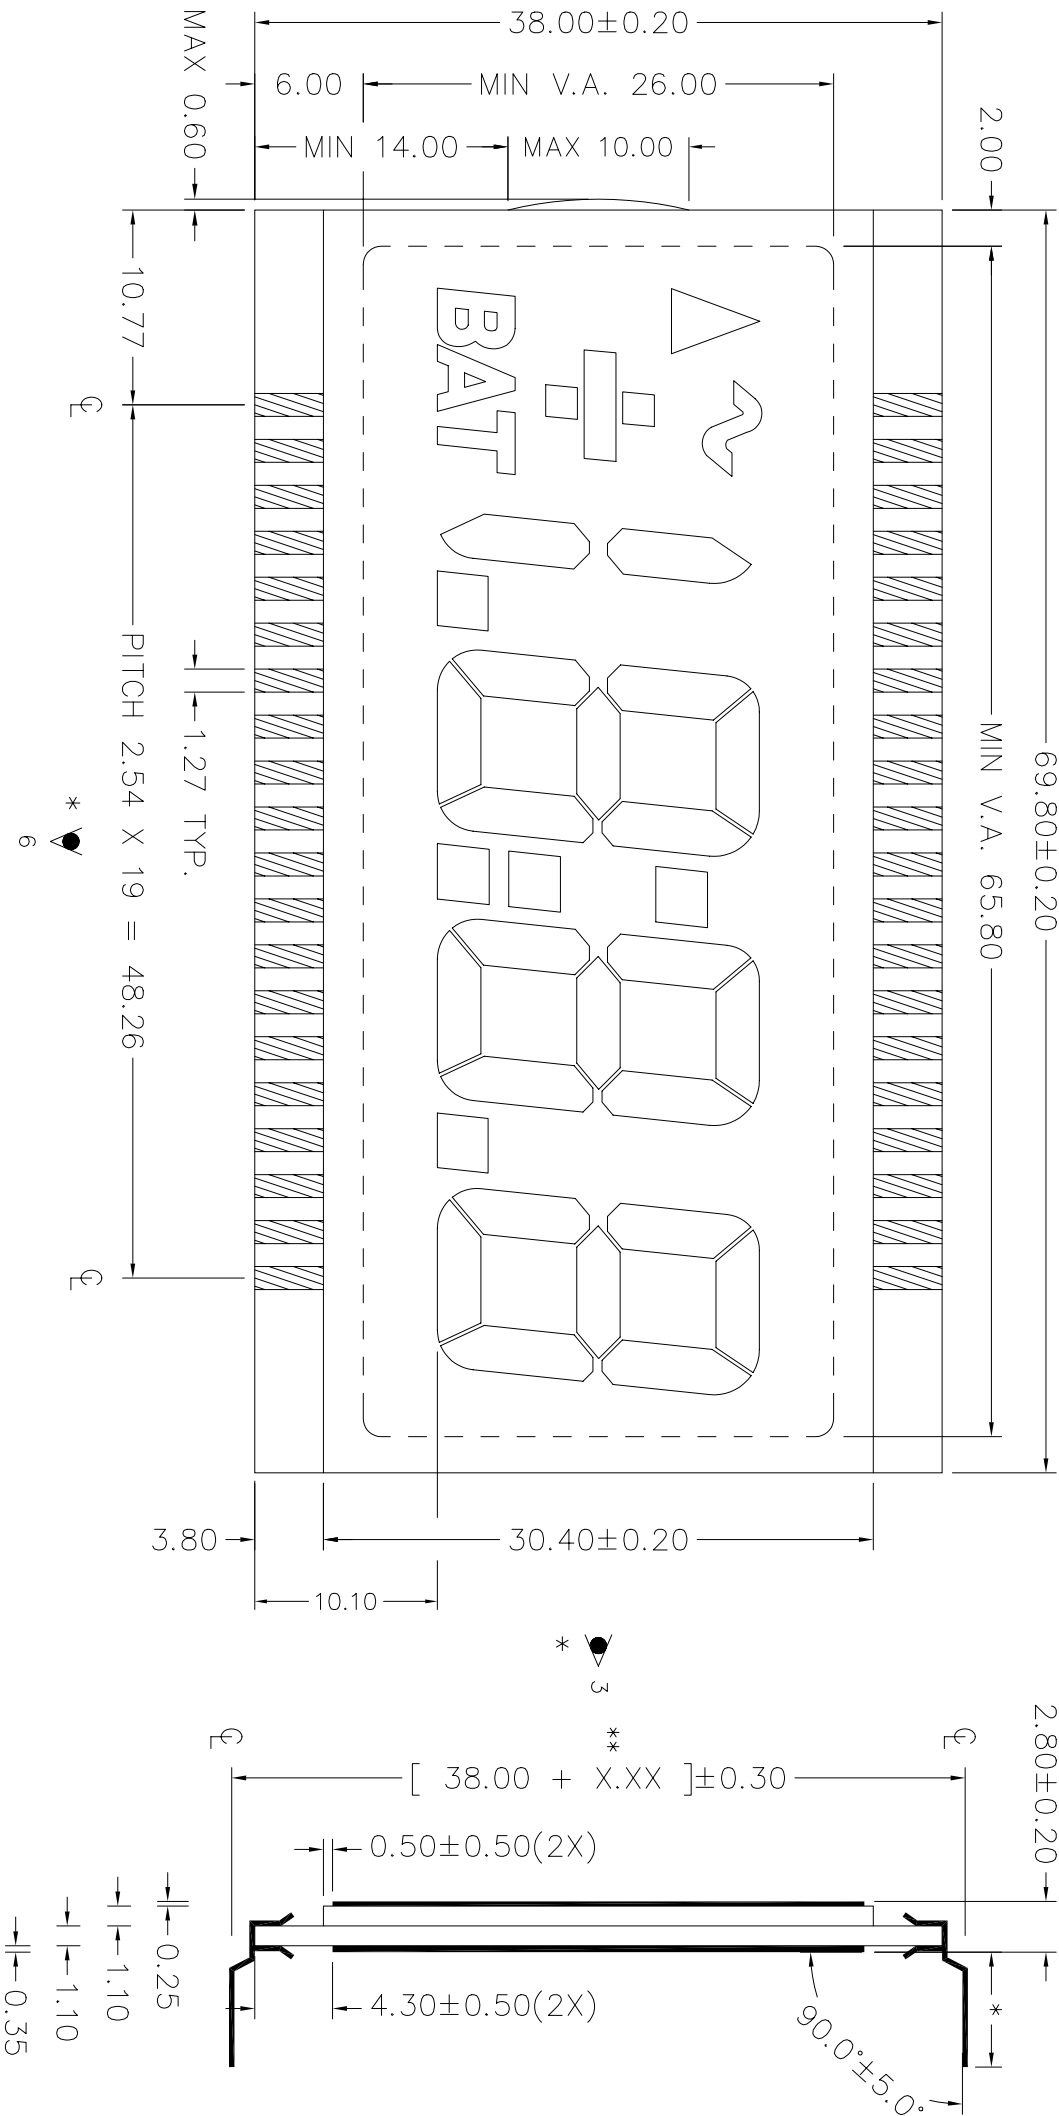 69.80±0.20
2.00
MIN V.A. 65.80
38.00±0.20
MIN V.A. 26.00
6.00
MAX 10.00
MIN 14.00
MAX 0.60
BAT
30.40±0.20
3.80
10.10
10.77
1.27 TYP.
PITCH 2.54 X 19 = 48.26
℄
℄
*
6
*
3
2.80±0.20
℄
℄
**
[ 38.00 + X.XX ]±0.30
0.50±0.50(2X)
4.30±0.50(2X)
*
90.0°±5.0°
0.25
1.10
1.10
0.35